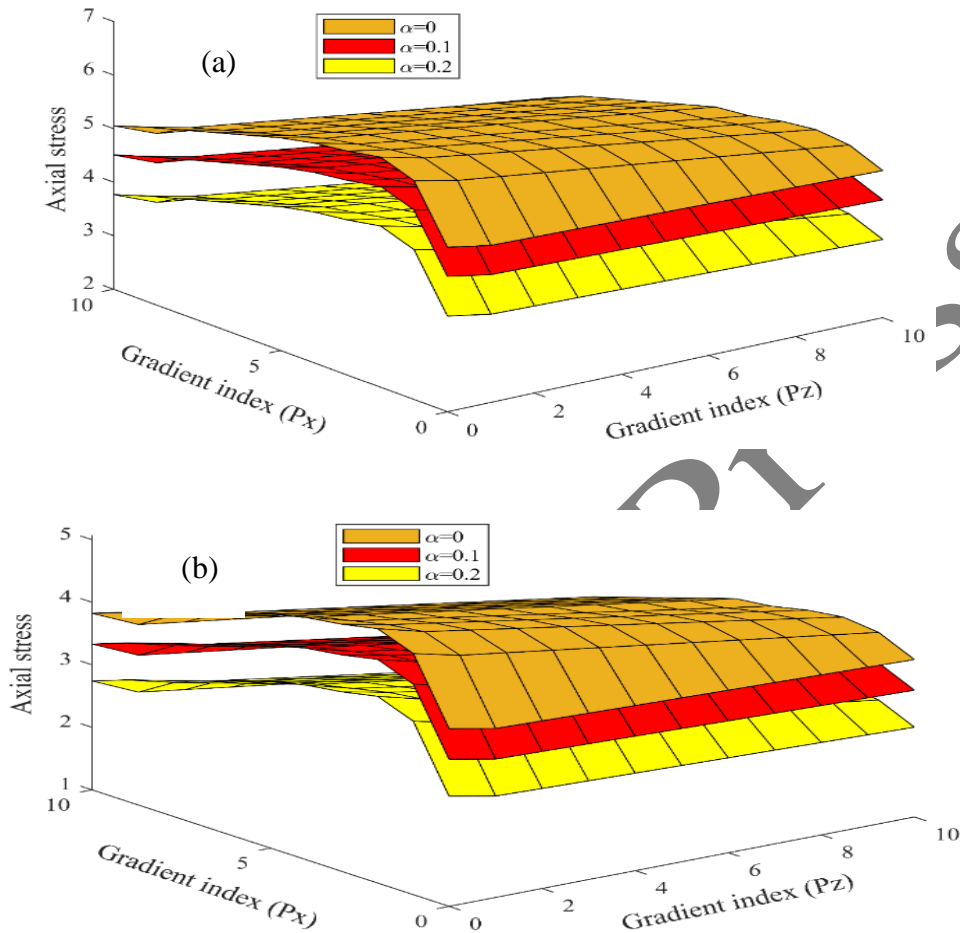 7
(a)
α=0
α=0.1
α=0.2
6
5
4
3
2
Axial stress
10
5
0
Gradient index (Px)
0
2
4
6
8
10
Gradient index (Pz)
5
(b)
α=0
α=0.1
α=0.2
4
3
2
1
Axial stress
10
5
0
Gradient index (Px)
0
2
4
6
8
10
Gradient index (Pz)